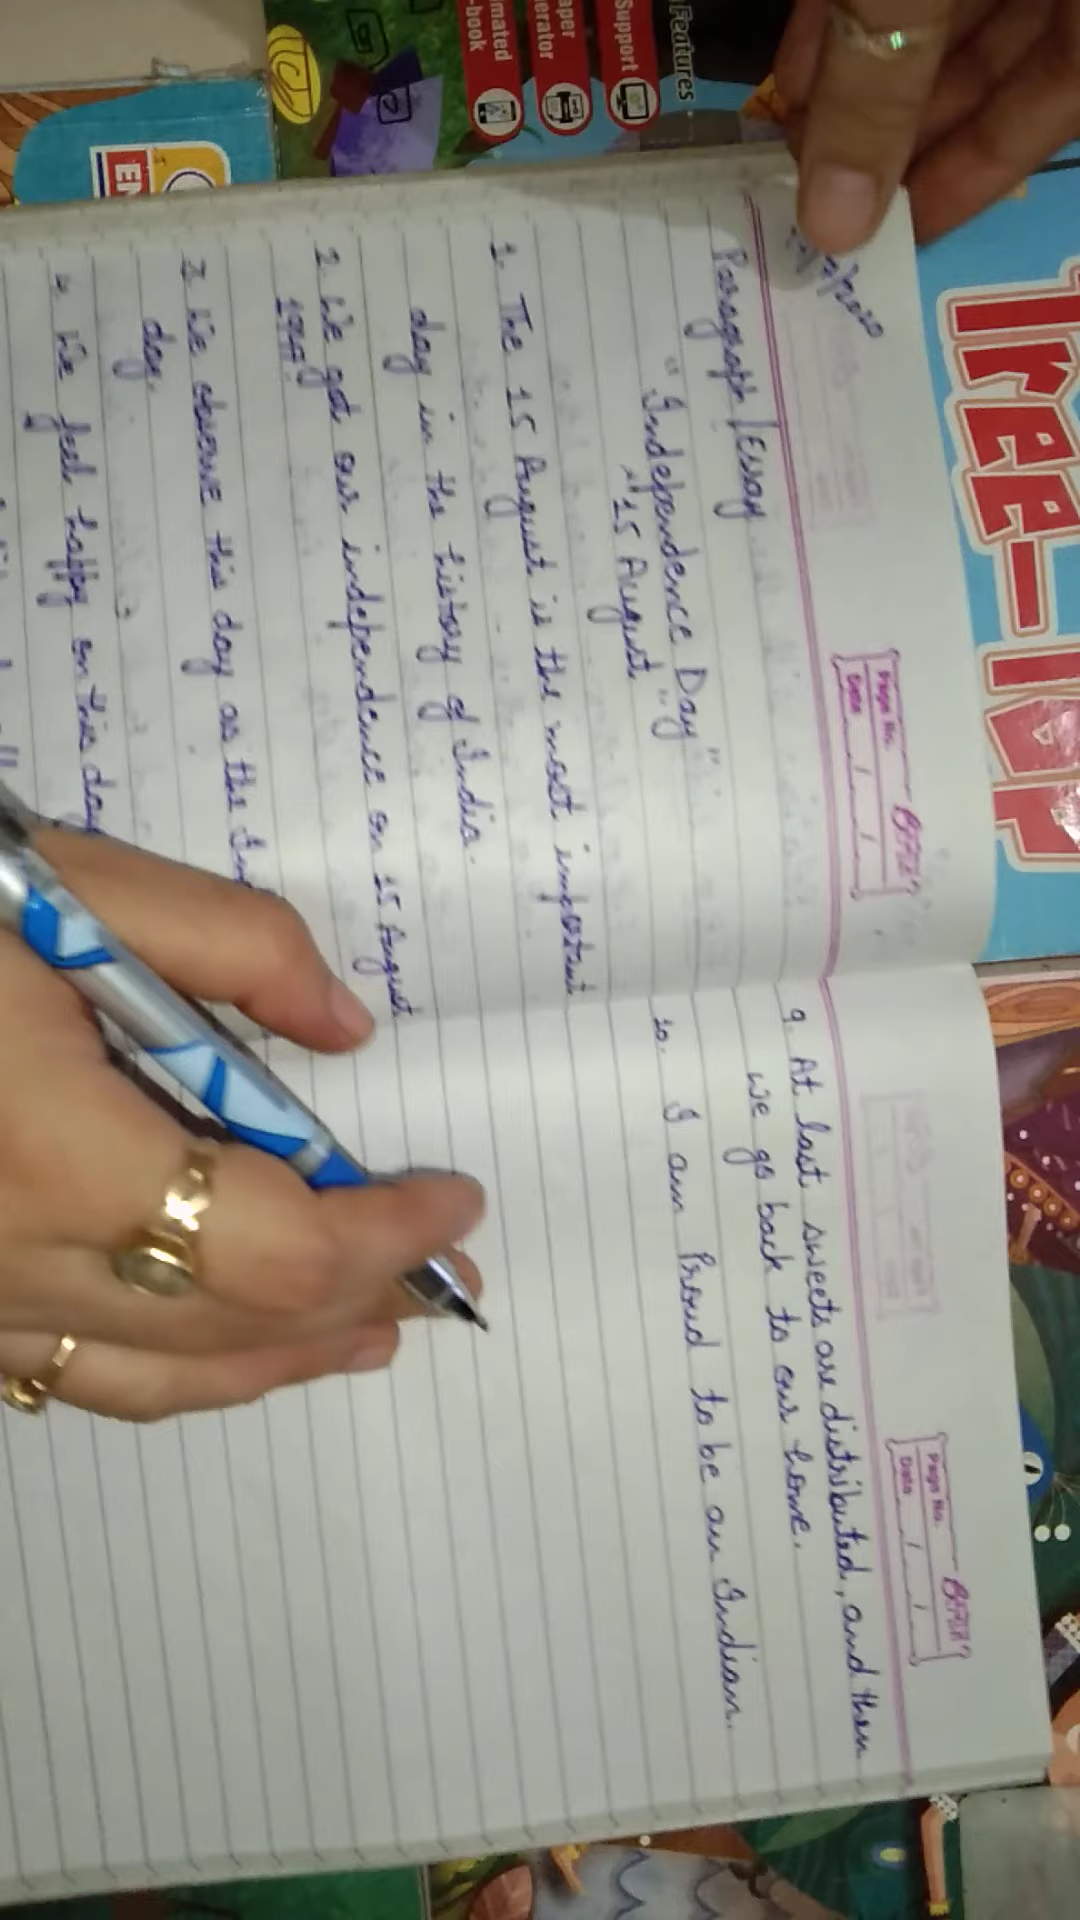 Paragraph / Essay
"Independence Day"
"15 August"
1. The 15 August is the most important
day in the history of India.
2. We got our independence on 15 August
1947.
3. We observe this day as the
day.
4. We feel happy on this day
Page No.
Date
9. At last sweets are distributed, and then
we go back to our home.
10. I am Proud to be an Indian.
Page No.
Date
Features
Support